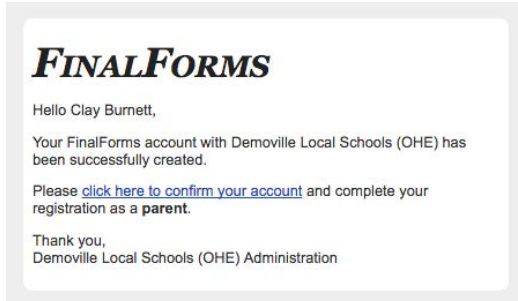 FINALFORMS
Hello Clay Burnett,
Your FinalForms account with Demoville Local Schools (OHE) has
been successfully created.
Please click here to confirm your account and complete your
registration as a parent.
Thank you,
Demoville Local Schools (OHE) Administration